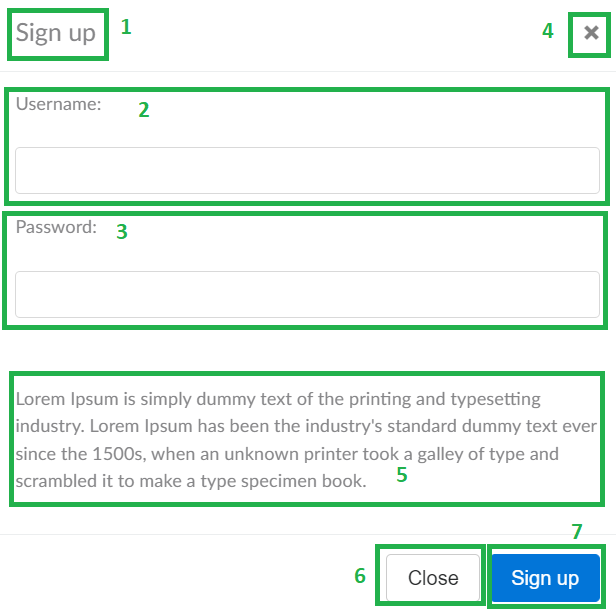 Sign up 1
4 ×
Username: 2
Password: 3
Lorem Ipsum is simply dummy text of the printing and typesetting
industry. Lorem Ipsum has been the industry's standard dummy text ever
since the 1500s, when an unknown printer took a galley of type and
scrambled it to make a type specimen book. 5
7
6 Close Sign up